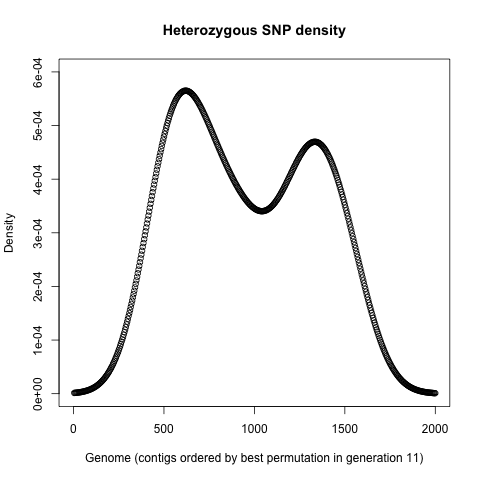 Heterozygous SNP density
6e-04
5e-04
4e-04
3e-04
2e-04
1e-04
0e+00
Density
0 500 1000 1500 2000
Genome (contigs ordered by best permutation in generation 11)